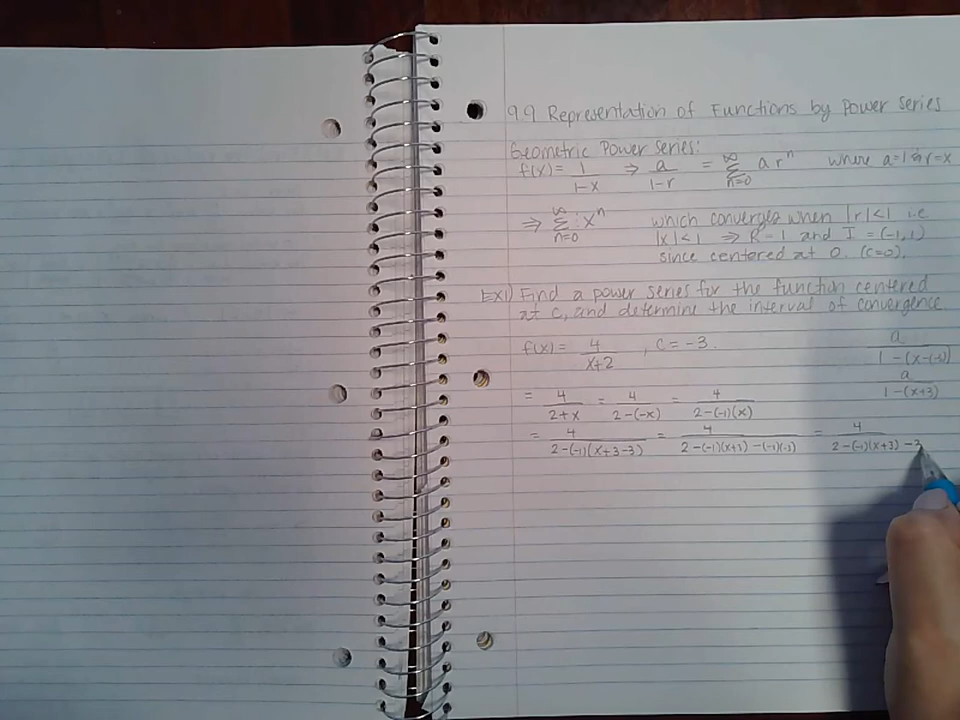 9.9 Representation of Functions by Power Series
Geometric Power Series:
f(x) = 1/(1-x) ⇒ a/(1-r) = ∞Σn=0 a r^n where a=1 & r=x
⇒ ∞Σn=0 x^n which converges when |r|<1 i.e
|x|<1 ⇒ R=1 and I = (-1,1)
since centered at 0. (c=0).
Ex1) Find a power series for the function centered
at c, and determine the interval of convergence.
f(x) = 4/(x+2) , c = -3.
a/(1-(x-(-3)))
a/(1-(x+3))
= 4/(2+x) = 4/(2-(-x)) = 4/(2-(-1)(x))
= 4/(2-(-1)(x+3-3)) = 4/(2-(-1)(x+3)-(-1)(-3)) = 4/(2-(-1)(x+3)-3